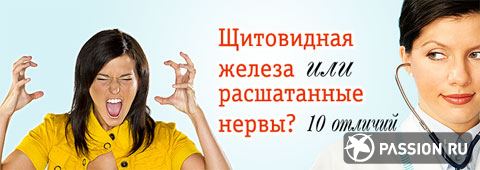 Щитовидная
железа или
расшатанные
нервы? 10 отличий
PASSION RU